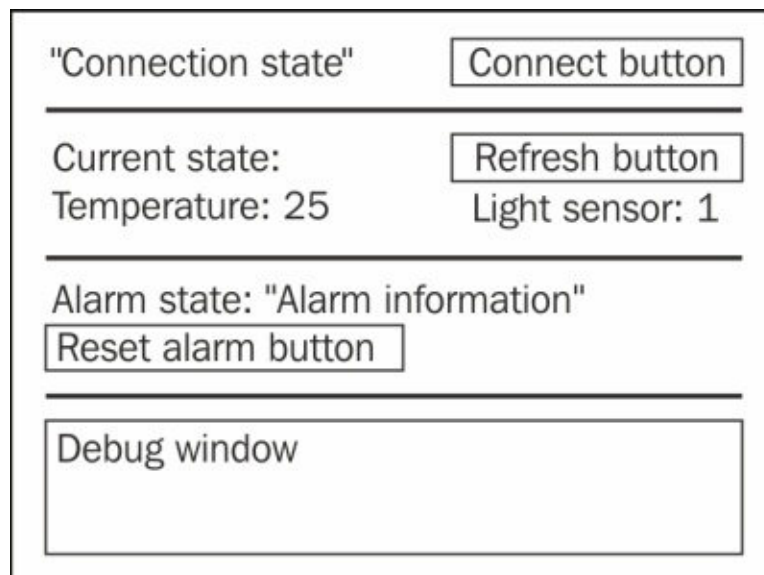 "Connection state" Connect button
Current state: Refresh button
Temperature: 25 Light sensor: 1
Alarm state: "Alarm information"
Reset alarm button
Debug window